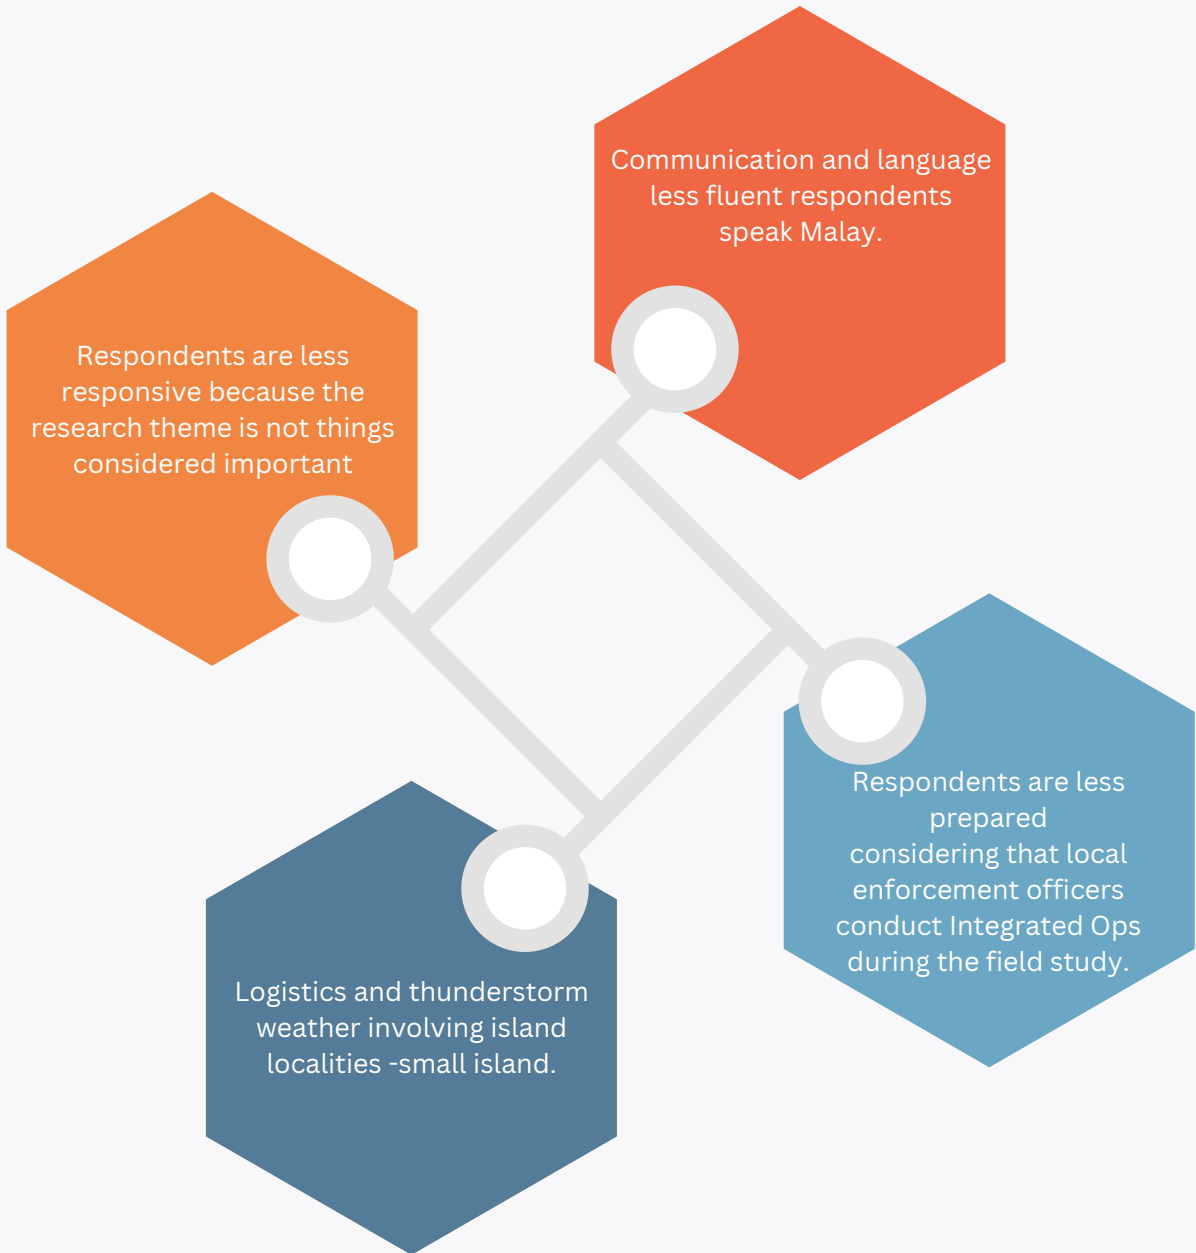 Communication and language
less fluent respondents
speak Malay.
Respondents are less
responsive because the
research theme is not things
considered important
Respondents are less
prepared
considering that local
enforcement officers
conduct Integrated Ops
during the field study.
Logistics and thunderstorm
weather involving island
localities -small island.